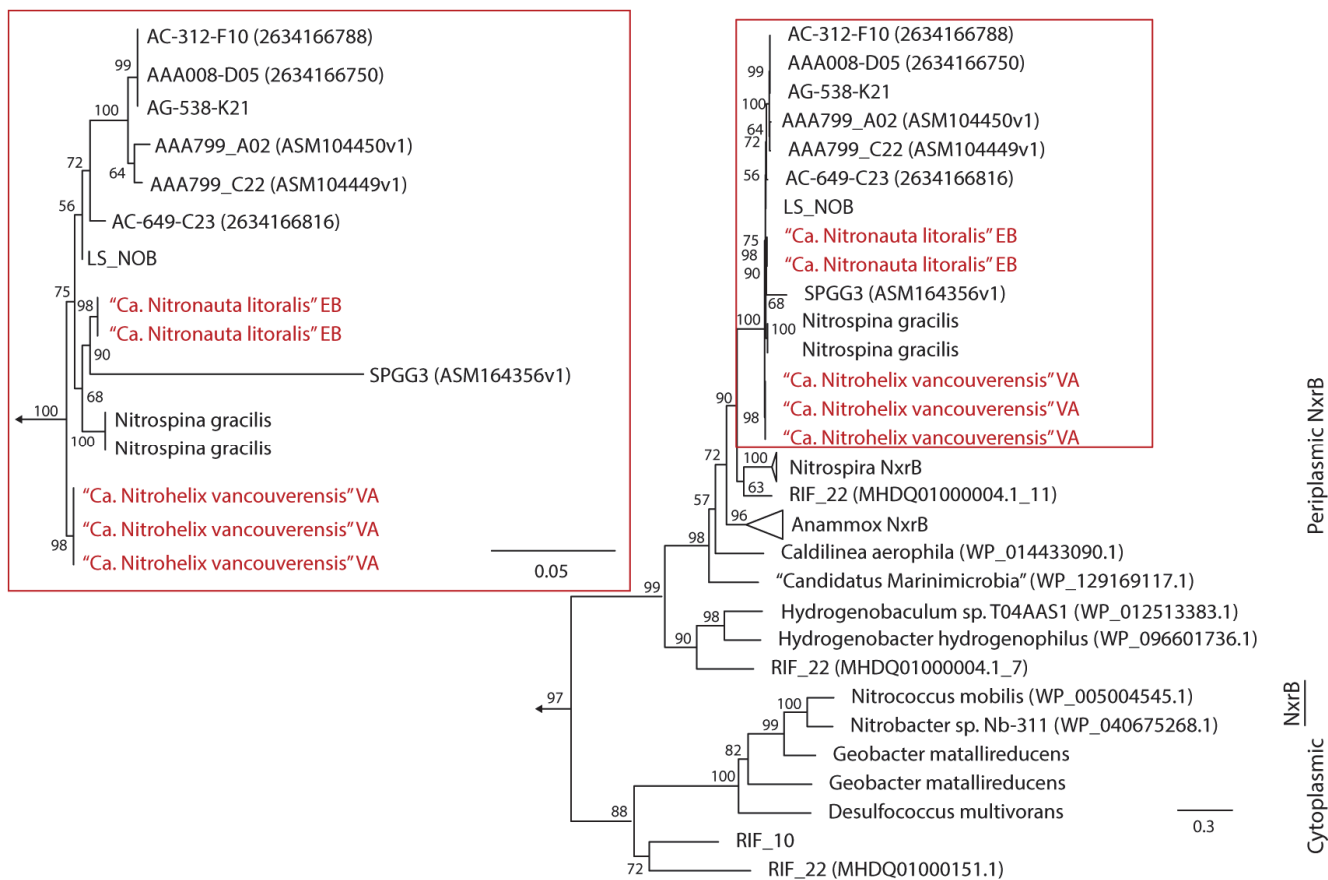 AC-312-F10 (2634166788)
99
AAA008-D05 (2634166750)
AG-538-K21
100
AAA799_A02 (ASM104450v1)
72
64
AAA799_C22 (ASM104449v1)
56
AC-649-C23 (2634166816)
LS_NOB
75
98
“Ca. Nitronauta litoralis” EB
“Ca. Nitronauta litoralis” EB
90
SPGG3 (ASM164356v1)
68
100
Nitrospina gracilis
100
Nitrospina gracilis
“Ca. Nitrohelix vancouverensis” VA
“Ca. Nitrohelix vancouverensis” VA
98
“Ca. Nitrohelix vancouverensis” VA
0.05
AC-312-F10 (2634166788)
AAA008-D05 (2634166750)
99
AG-538-K21
100
AAA799_A02 (ASM104450v1)
64
72
AAA799_C22 (ASM104449v1)
56
AC-649-C23 (2634166816)
LS_NOB
75
“Ca. Nitronauta litoralis” EB
98
“Ca. Nitronauta litoralis” EB
90
SPGG3 (ASM164356v1)
68
100
Nitrospina gracilis
100
Nitrospina gracilis
“Ca. Nitrohelix vancouverensis” VA
90
“Ca. Nitrohelix vancouverensis” VA
98
“Ca. Nitrohelix vancouverensis” VA
72
100
Nitrospira NxrB
63
RIF_22 (MHDQ01000004.1_11)
57
96
Anammox NxrB
98
Caldilinea aerophila (WP_014433090.1)
“Candidatus Marinimicrobia” (WP_129169117.1)
99
98
Hydrogenobaculum sp. T04AAS1 (WP_012513383.1)
90
Hydrogenobacter hydrogenophilus (WP_096601736.1)
RIF_22 (MHDQ01000004.1_7)
97
100
Nitrococcus mobilis (WP_005004545.1)
99
Nitrobacter sp. Nb-311 (WP_040675268.1)
82
Geobacter matallireducens
100
Geobacter matallireducens
Desulfococcus multivorans
88
RIF_10
72
RIF_22 (MHDQ01000151.1)
0.3
Periplasmic NxrB
Cytoplasmic NxrB